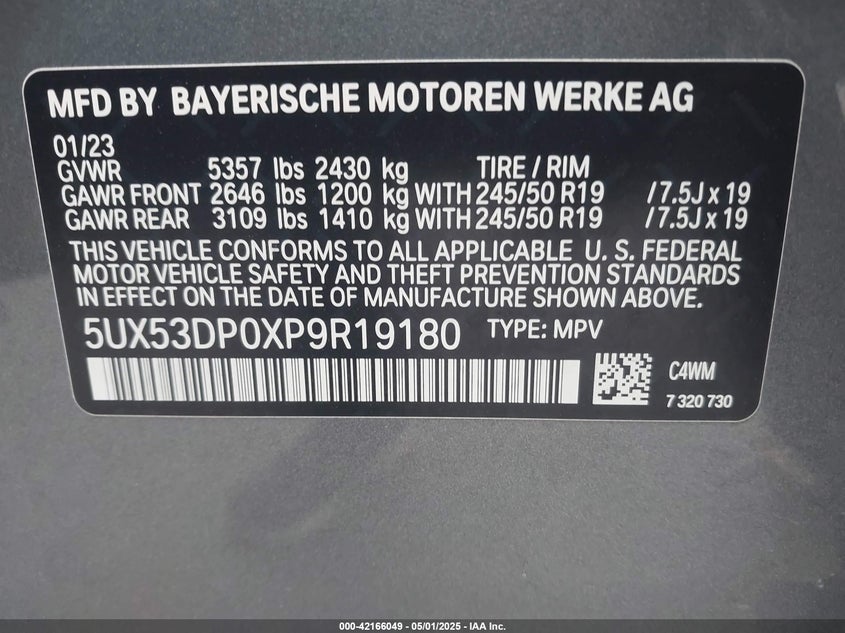 MFD BY BAYERISCHE MOTOREN WERKE AG
01/23
GVWR 5357 lbs 2430 kg TIRE / RIM
GAWR FRONT 2646 lbs 1200 kg WITH 245/50 R19 /7.5J x 19
GAWR REAR 3109 lbs 1410 kg WITH 245/50 R19 /7.5J x 19
THIS VEHICLE CONFORMS TO ALL APPLICABLE U. S. FEDERAL
MOTOR VEHICLE SAFETY AND THEFT PREVENTION STANDARDS
IN EFFECT ON THE DATE OF MANUFACTURE SHOWN ABOVE.
5UX53DP0XP9R19180 TYPE: MPV
C4WM
7 320 730
000-42166049 - 05/01/2025 - IAA Inc.